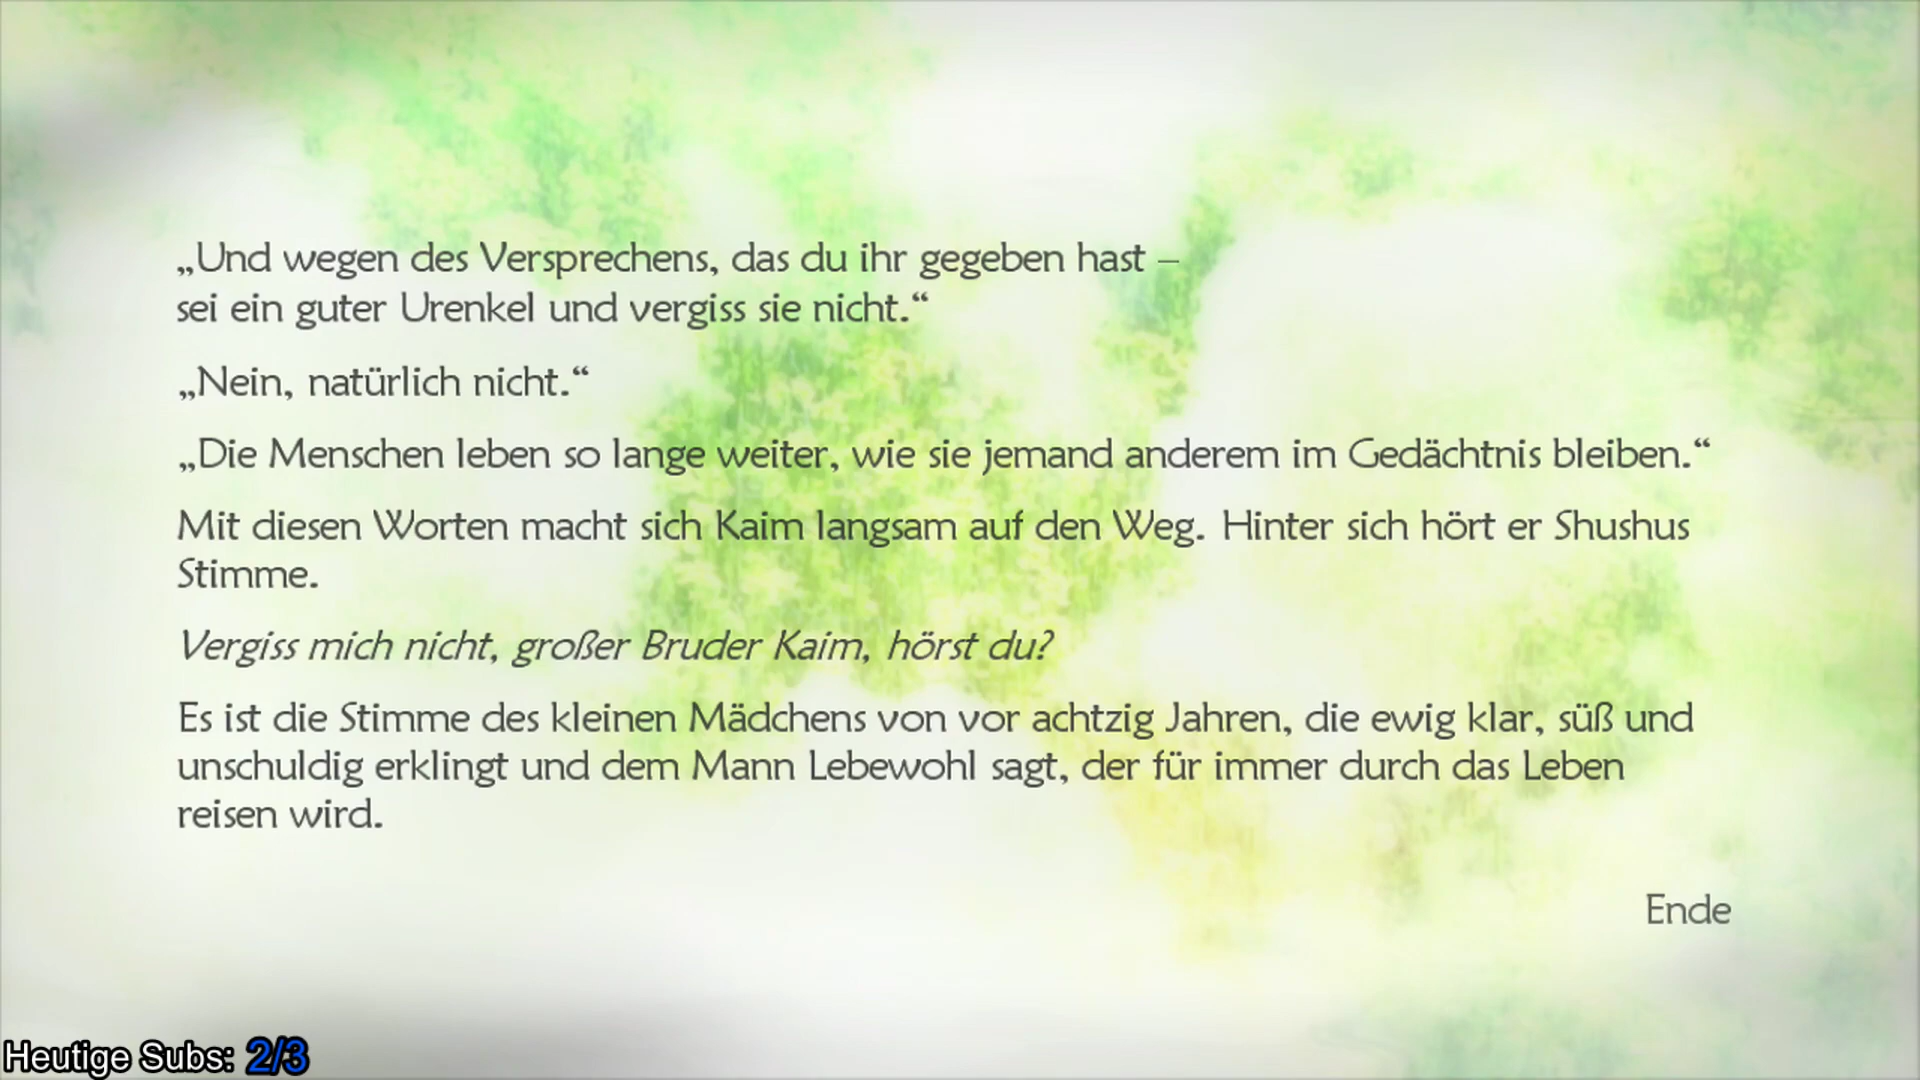 „Und wegen des Versprechens, das du ihr gegeben hast –
sei ein guter Urenkel und vergiss sie nicht.“
„Nein, natürlich nicht.“
„Die Menschen leben so lange weiter, wie sie jemand anderem im Gedächtnis bleiben.“
Mit diesen Worten macht sich Kaim langsam auf den Weg. Hinter sich hört er Shushus
Stimme.
Vergiss mich nicht, großer Bruder Kaim, hörst du?
Es ist die Stimme des kleinen Mädchens von vor achtzig Jahren, die ewig klar, süß und
unschuldig erklingt und dem Mann Lebewohl sagt, der für immer durch das Leben
reisen wird.
Ende
Heutige Subs: 2/3